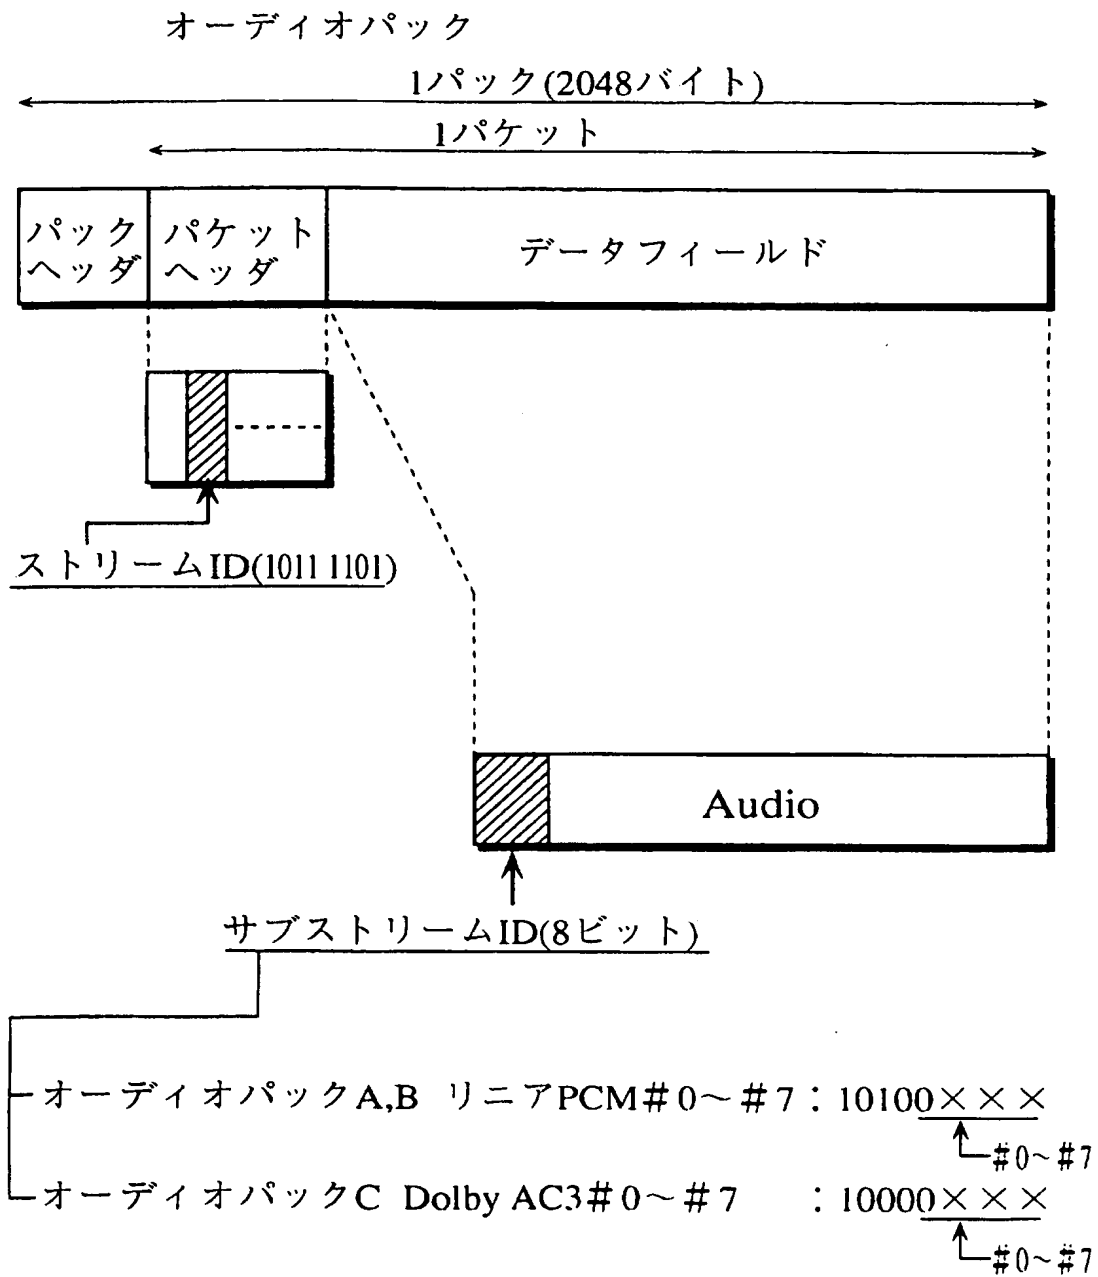 オーディオパック
1パック(2048バイト)
1パケット
パック
ヘッダ
パケット
ヘッダ
データフィールド
ストリームID(1011 1101)
Audio
サブストリームID(8ビット)
オーディオパックA,B リニアPCM#0～#7：10100×××
#0～#7
オーディオパックC Dolby AC3#0～#7 ：10000×××
#0～#7